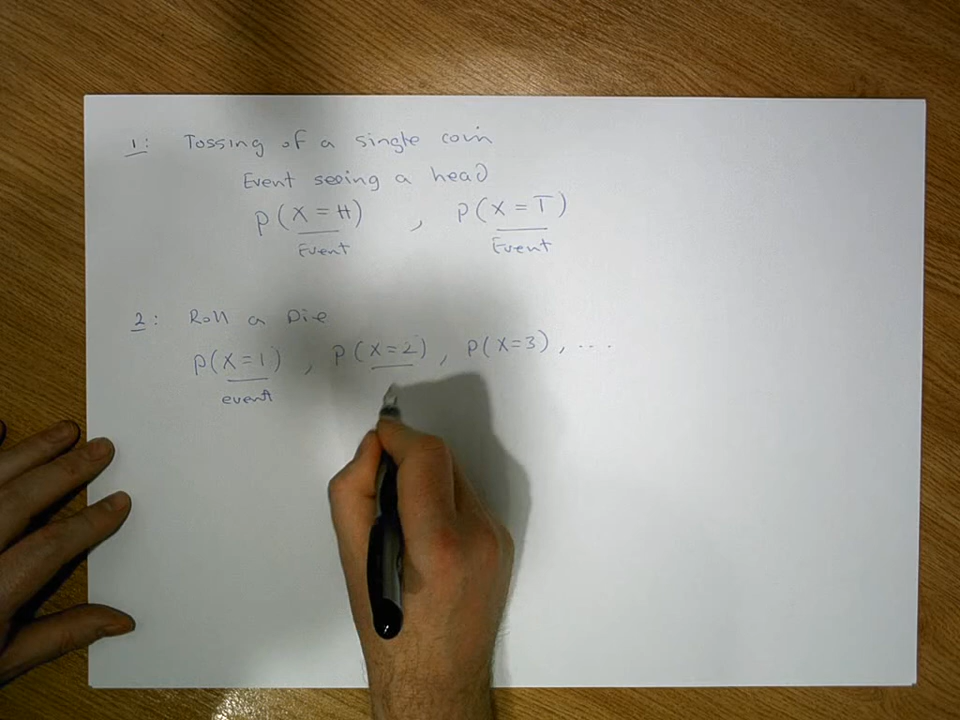 1: Tossing of a single coin
Event seeing a head
P(X=H) , P(X=T)
Event Event
2: Roll a Die
P(X=1) , P(X=2) , P(X=3) , ....
event